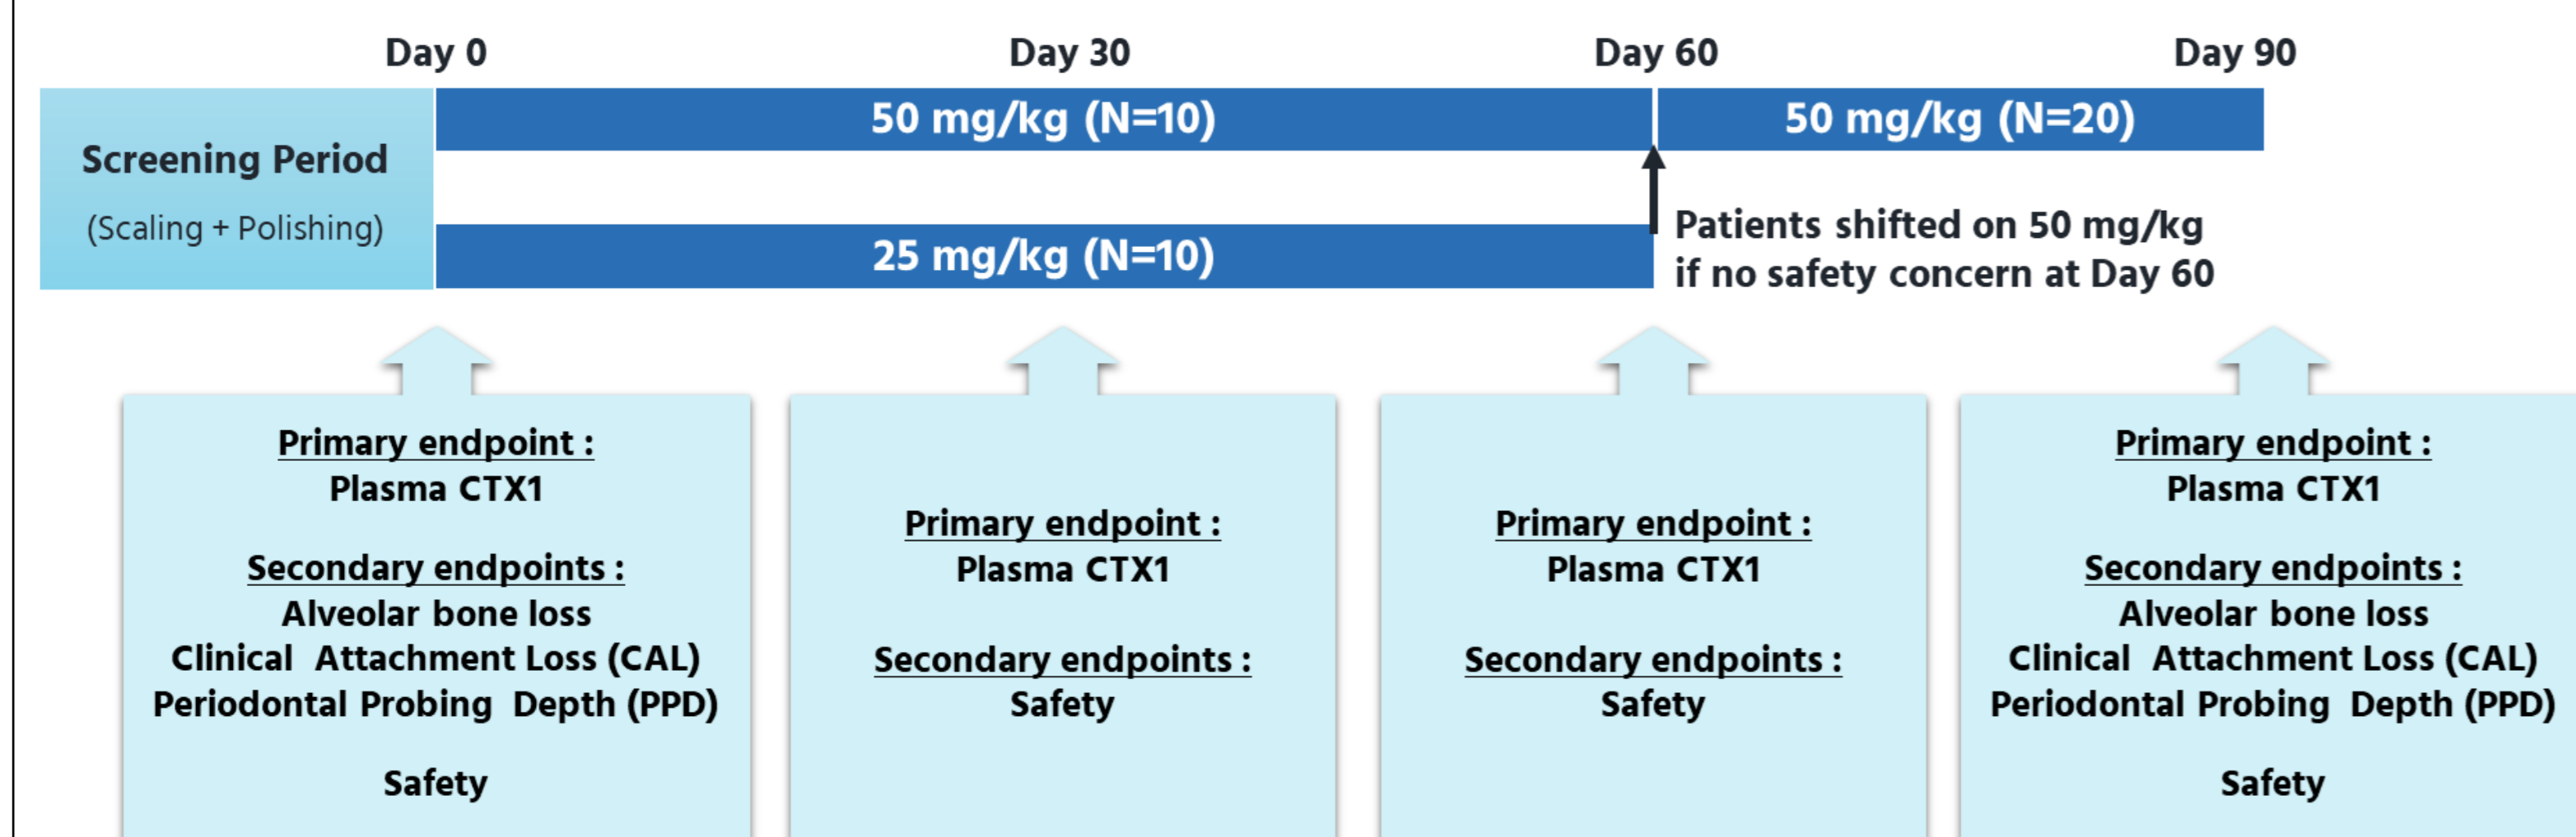 Day 0
Day 30
Day 60
Day 90
50 mg/kg (N=10)
50 mg/kg (N=20)
Screening Period
(Scaling + Polishing)
25 mg/kg (N=10)
Patients shifted on 50 mg/kg
if no safety concern at Day 60
Primary endpoint :
Plasma CTX1
Secondary endpoints :
Alveolar bone loss
Clinical Attachment Loss (CAL)
Periodontal Probing Depth (PPD)
Safety
Primary endpoint :
Plasma CTX1
Secondary endpoints :
Safety
Primary endpoint :
Plasma CTX1
Secondary endpoints :
Safety
Primary endpoint :
Plasma CTX1
Secondary endpoints :
Alveolar bone loss
Clinical Attachment Loss (CAL)
Periodontal Probing Depth (PPD)
Safety